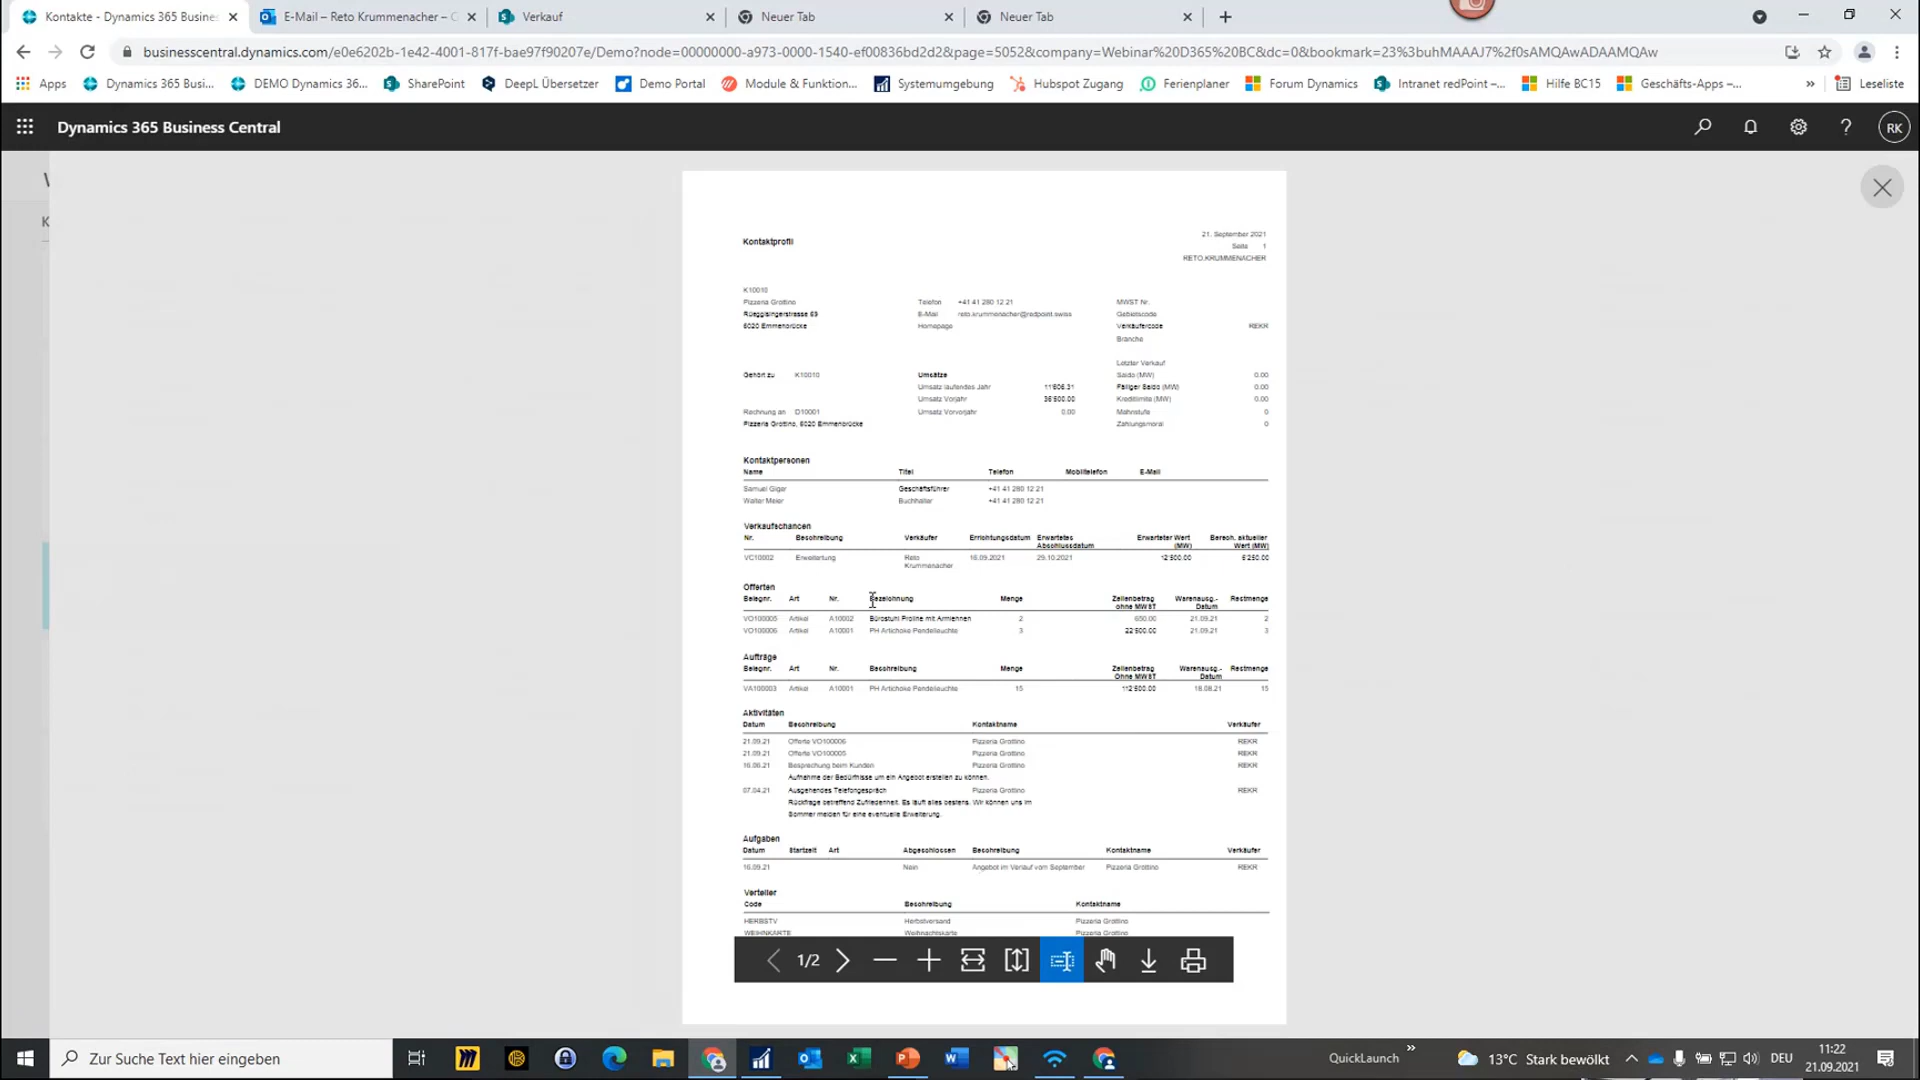 Kontakte - Dynamics 365 Busine
E-Mail – Reto Krummenacher –
Verkauf
Neuer Tab
Neuer Tab
businesscentral.dynamics.com/e0e6202b-1e42-4001-817f-bae97f90207e/Demo?node=00000000-a973-0000-1540-ef00836bd2d2&page=5052&company=Webinar%20D365%20BC&dc=0&bookmark=23%3buhMAAAJ7%2f0sAMQAwADAAMQAw
Apps Dynamics 365 Busi... DEMO Dynamics 36... SharePoint DeepL Übersetzer Demo Portal Module & Funktion... Systemumgebung Hubspot Zugang Ferienplaner Forum Dynamics Intranet redPoint –... Hilfe BC15 Geschäfts-Apps –... » Leseliste
Dynamics 365 Business Central
? RK
K
Kontaktprofil
21. September 2021
Seite 1
RETO.KRUMMENACHER
K10010
Pizzeria Grottino Telefon +41 41 280 12 21 MWST Nr.
Rüeggisingerstrasse 69 E-Mail reto.krummenacher@redpoint.swiss Gebietscode
6020 Emmenbrücke Homepage Verkäufercode REKR
Branche
Letzter Verkauf
Gehört zu K10010 Umsätze Saldo (MW) 0.00
Umsatz laufendes Jahr 11'606.31 Fälliger Saldo (MW) 0.00
Umsatz Vorjahr 36'500.00 Kreditlimite (MW) 0.00
Rechnung an D10001 Umsatz Vorvorjahr 0.00 Mahnstufe 0
Pizzeria Grottino, 6020 Emmenbrücke Zahlungsmoral 0
Kontaktpersonen
Name Titel Telefon Mobiltelefon E-Mail
Samuel Giger Geschäftsführer +41 41 280 12 21
Walter Meier Buchhalter +41 41 280 12 21
Verkaufschancen
Nr. Beschreibung Verkäufer Errichtungsdatum Erwartetes Abschlussdatum Erwarteter Wert (MW) Berech. aktueller Wert (MW)
VC10002 Erweiterung Reto Krummenacher 16.09.2021 29.10.2021 12'500.00 6'250.00
Offerten
Belegnr. Art Nr. Bezeichnung Menge Zeilenbetrag ohne MWST Warenausg.-Datum Restmenge
VO100005 Artikel A10002 Bürostuhl Proline mit Armlehnen 2 650.00 21.09.21 2
VO100006 Artikel A10001 PH Artichoke Pendelleuchte 3 22'500.00 21.09.21 3
Aufträge
Belegnr. Art Nr. Beschreibung Menge Zeilenbetrag Ohne MWST Warenausg.-Datum Restmenge
VA100003 Artikel A10001 PH Artichoke Pendelleuchte 15 112'500.00 18.08.21 15
Aktivitäten
Datum Beschreibung Kontaktname Verkäufer
21.09.21 Offerte VO100006 Pizzeria Grottino REKR
21.09.21 Offerte VO100005 Pizzeria Grottino REKR
16.06.21 Besprechung beim Kunden Pizzeria Grottino REKR
Aufnahme der Bedürfnisse um ein Angebot erstellen zu können.
07.04.21 Ausgehendes Telefongespräch Pizzeria Grottino REKR
Rückfrage betreffend Zufriedenheit. Es läuft alles bestens. Wir können uns im
Sommer melden für eine eventuelle Erweiterung.
Aufgaben
Datum Startzeit Art Abgeschlossen Beschreibung Kontaktname Verkäufer
16.09.21 Nein Angebot im Verlauf vom September Pizzeria Grottino REKR
Verteiler
Code Beschreibung Kontaktname
HERBSTV Herbstversand Pizzeria Grottino
WEIHNKARTE Weihnachtskarte Pizzeria Grottino
1/2
Zur Suche Text hier eingeben
QuickLaunch »
13°C Stark bewölkt
DEU
11:22
21.09.2021